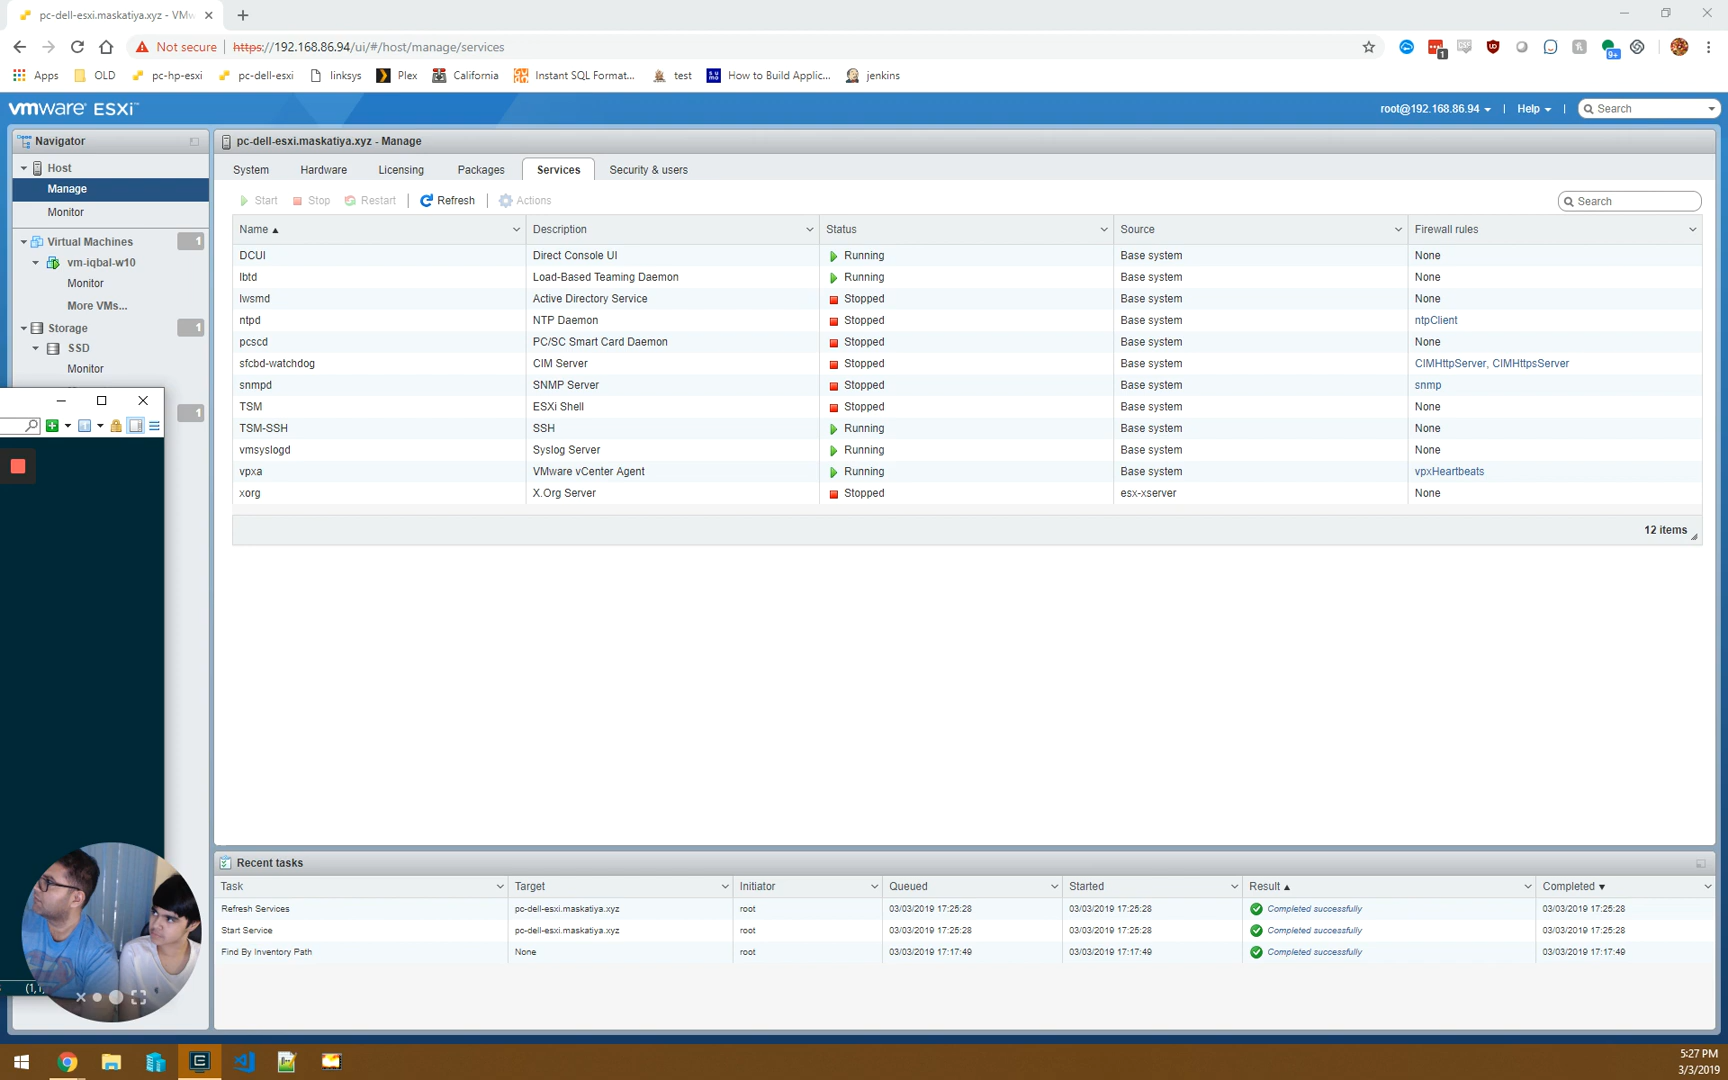 pc-dell-esxi.maskatiya.xyz - VMw
Not secure https://192.168.86.94/ui/#/host/manage/services
1 CSS 9+
Apps OLD pc-hp-esxi pc-dell-esxi linksys Plex California Instant SQL Format... test How to Build Applic... jenkins
vmware ESXi™ root@192.168.86.94 | Help | Search
Navigator
Host
Manage
Monitor
Virtual Machines 1
vm-iqbal-w10
Monitor
More VMs...
Storage 1
SSD
Monitor
1
pc-dell-esxi.maskatiya.xyz - Manage
System Hardware Licensing Packages Services Security & users
Start Stop Restart | Refresh | Actions Search
Name Description Status Source Firewall rules
DCUI Direct Console UI Running Base system None
lbtd Load-Based Teaming Daemon Running Base system None
lwsmd Active Directory Service Stopped Base system None
ntpd NTP Daemon Stopped Base system ntpClient
pcscd PC/SC Smart Card Daemon Stopped Base system None
sfcbd-watchdog CIM Server Stopped Base system CIMHttpServer, CIMHttpsServer
snmpd SNMP Server Stopped Base system snmp
TSM ESXi Shell Stopped Base system None
TSM-SSH SSH Running Base system None
vmsyslogd Syslog Server Running Base system None
vpxa VMware vCenter Agent Running Base system vpxHeartbeats
xorg X.Org Server Stopped esx-xserver None
12 items
Recent tasks
Task Target Initiator Queued Started Result Completed
Refresh Services pc-dell-esxi.maskatiya.xyz root 03/03/2019 17:25:28 03/03/2019 17:25:28 Completed successfully 03/03/2019 17:25:28
Start Service pc-dell-esxi.maskatiya.xyz root 03/03/2019 17:25:28 03/03/2019 17:25:28 Completed successfully 03/03/2019 17:25:28
Find By Inventory Path None root 03/03/2019 17:17:49 03/03/2019 17:17:49 Completed successfully 03/03/2019 17:17:49
(1,1
5:27 PM
3/3/2019